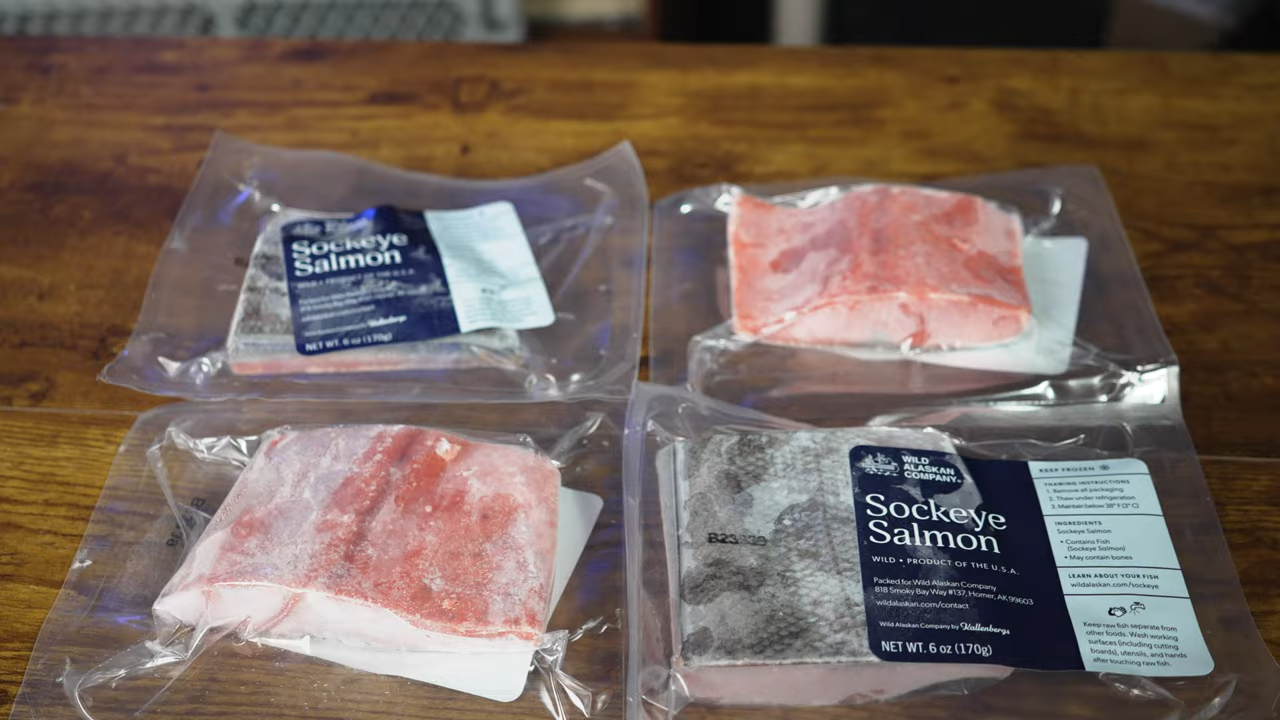 Sockeye
Salmon
WILD • PRODUCT OF THE U.S.A.
NET WT. 6 oz (170g)
WILD
ALASKAN
COMPANY
Sockeye
Salmon
WILD • PRODUCT OF THE U.S.A.
Packed for Wild Alaskan Company
818 Smoky Bay Way #137, Homer, AK 99603
wildalaskan.com/contact
Wild Alaskan Company by Kallenbergs
NET WT. 6 oz (170g)
KEEP FROZEN
THAWING INSTRUCTIONS
1. Remove all packaging
2. Thaw under refrigeration
3. Maintain below 38° F (3° C)
INGREDIENTS
Sockeye Salmon
• Contains Fish
(Sockeye Salmon)
• May contain bones
LEARN ABOUT YOUR FISH
wildalaskan.com/sockeye
Keep raw fish separate from
other foods. Wash working
surfaces (including cutting
boards), utensils, and hands
after touching raw fish.